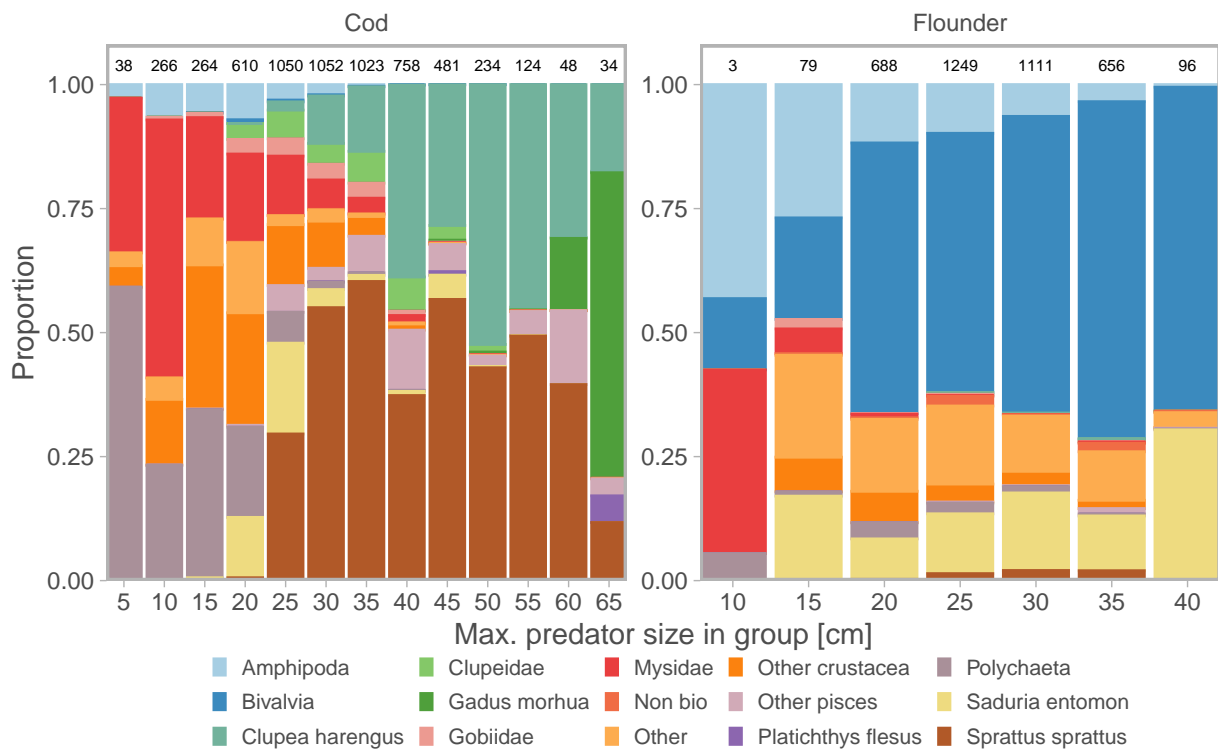 Cod Flounder
38 266 264 610 1050 1052 1023 758 481 234 124 48 34 3 79 688 1249 1111 656 96
1.00 1.00
0.75 0.75
0.50 0.50
0.25 0.25
0.00 0.00
Proportion
5 10 15 20 25 30 35 40 45 50 55 60 65 10 15 20 25 30 35 40
Max. predator size in group [cm]
Amphipoda Clupeidae Mysidae Other crustacea Polychaeta
Bivalvia Gadus morhua Non bio Other pisces Saduria entomon
Clupea harengus Gobiidae Other Platichthys flesus Sprattus sprattus